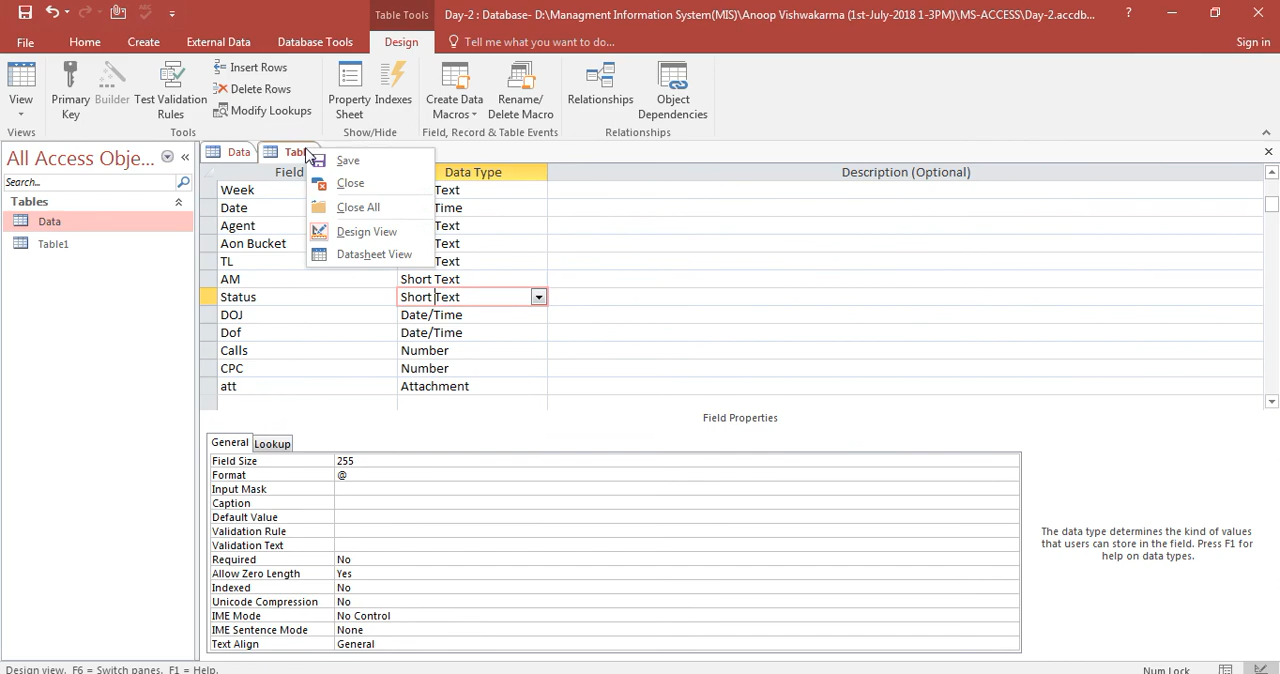 Table Tools
Day-2 : Database- D:\Managment Information System(MIS)\Anoop Vishwakarma (1st-July-2018 1-3PM)\MS-ACCESS\Day-2.accdb...
?
File Home Create External Data Database Tools Design Tell me what you want to do... Sign in
View
Primary Key
Builder
Test Validation Rules
Insert Rows
Delete Rows
Modify Lookups
Property Sheet
Indexes
Create Data Macros
Rename/ Delete Macro
Relationships
Object Dependencies
Views Tools Show/Hide Field, Record & Table Events Relationships
All Access Obje...
Search...
Tables
Data
Table1
Data
Save
Close
Close All
Design View
Datasheet View
Field Data Type Description (Optional)
Week Text
Date Time
Agent Text
Aon Bucket Text
TL Text
AM Short Text
Status Short Text
DOJ Date/Time
Dof Date/Time
Calls Number
CPC Number
att Attachment
Field Properties
General Lookup
Field Size 255
Format @
Input Mask
Caption
Default Value
Validation Rule
Validation Text
Required No
Allow Zero Length Yes
Indexed No
Unicode Compression No
IME Mode No Control
IME Sentence Mode None
Text Align General
The data type determines the kind of values
that users can store in the field. Press F1 for
help on data types.
Design view. F6 = Switch panes. F1 = Help.
Num Lock